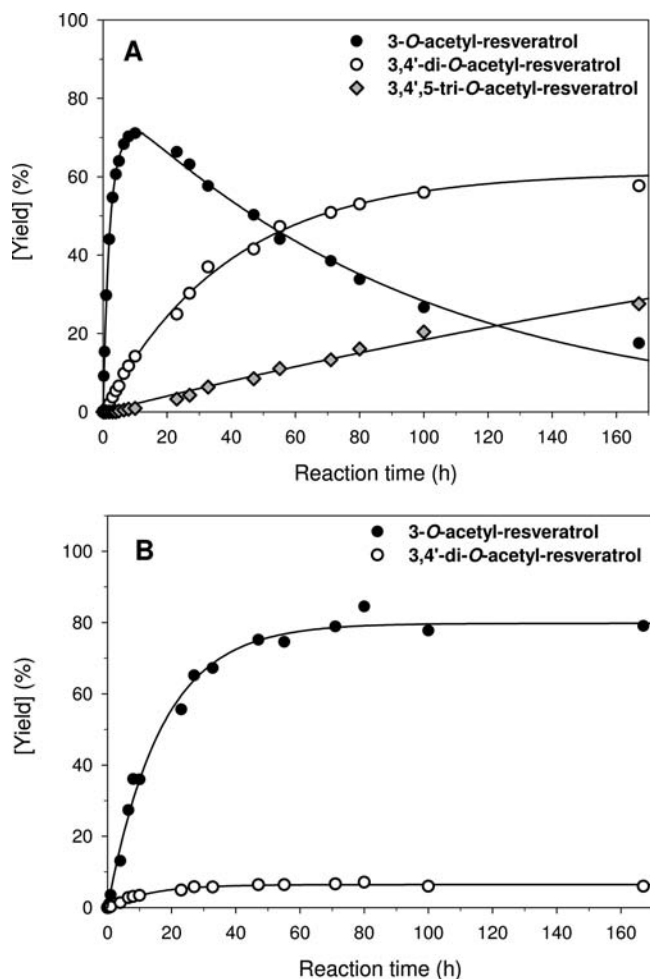 100
80
60
40
20
0
[Yield] (%)
A
3-O-acetyl-resveratrol
3,4'-di-O-acetyl-resveratrol
3,4',5-tri-O-acetyl-resveratrol
0 20 40 60 80 100 120 140 160
Reaction time (h)
100
80
60
40
20
0
[Yield] (%)
B
3-O-acetyl-resveratrol
3,4'-di-O-acetyl-resveratrol
0 20 40 60 80 100 120 140 160
Reaction time (h)